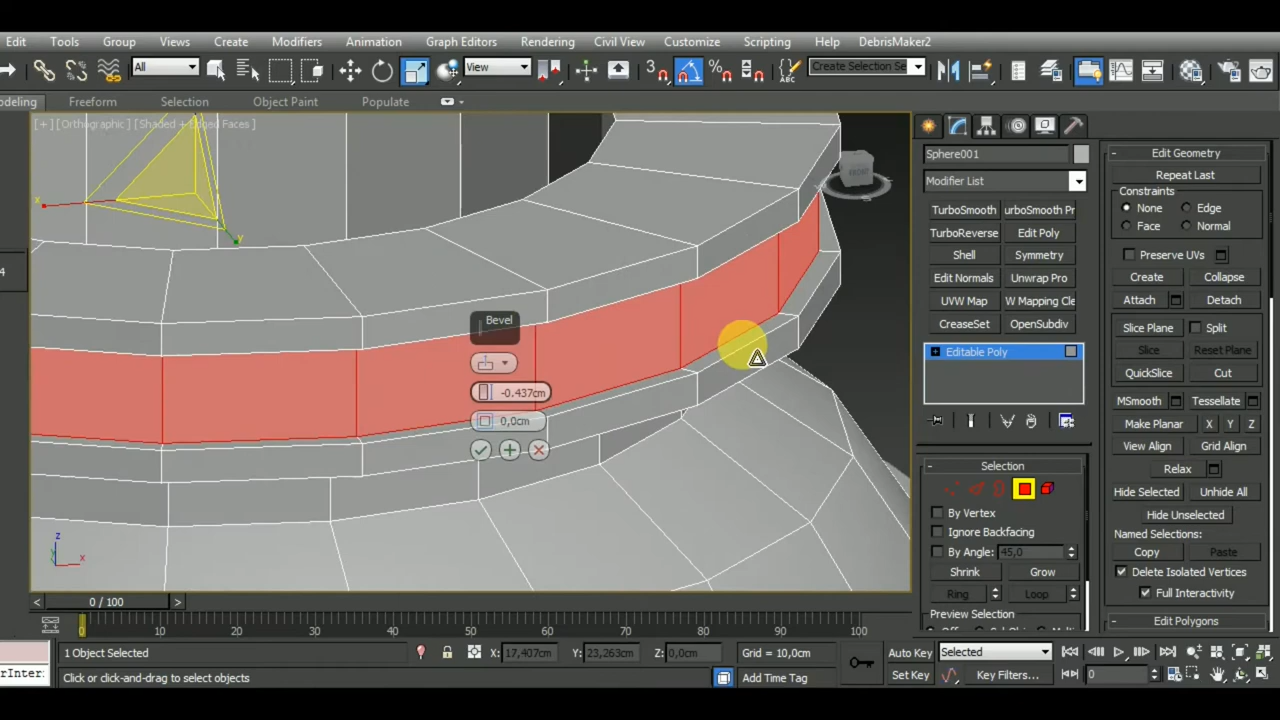 Edit Tools Group Views Create Modifiers Animation Graph Editors Rendering Civil View Customize Scripting Help DebrisMaker2
All View 3 % ABC Create Selection Se
odeling Freeform Selection Object Paint Populate
[ + ] [Orthographic ] [Shaded + Edged Faces ]
x
y
FRONT
4
Bevel
-0.437cm
0,0cm
z
x
Sphere001
Modifier List
TurboSmooth urboSmooth Pr
TurboReverse Edit Poly
Shell Symmetry
Edit Normals Unwrap Pro
UVW Map W Mapping Cle
CreaseSet OpenSubdiv
Editable Poly
- Selection
By Vertex
Ignore Backfacing
By Angle: 45,0
Shrink Grow
Ring Loop
Preview Selection
- Edit Geometry
Repeat Last
Constraints
None Edge
Face Normal
Preserve UVs
Create Collapse
Attach Detach
Slice Plane Split
Slice Reset Plane
QuickSlice Cut
MSmooth Tessellate
Make Planar X Y Z
View Align Grid Align
Relax
Hide Selected Unhide All
Hide Unselected
Named Selections:
Copy Paste
Delete Isolated Vertices
Full Interactivity
- Edit Polygons
< 0 / 100 >
0 10 20 30 40 50 60 70 80 90 100
1 Object Selected X: 17,407cm Y: 23,263cm Z: 0,0cm Grid = 10,0cm Auto Key Selected
rInter: Click or click-and-drag to select objects Add Time Tag Set Key Key Filters... 0